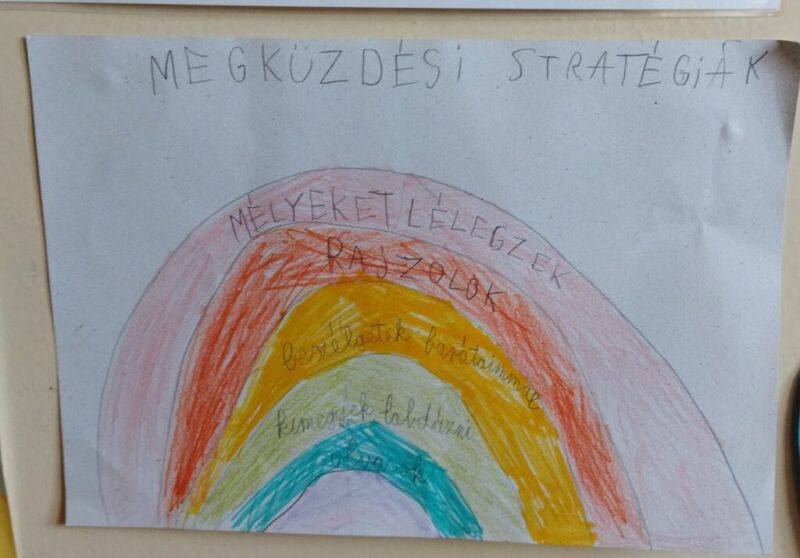 MEGKÜZDÉSI STRATÉGIÁK
MÉLYEKET LÉLEGZEK
RAJZOLOK
beszélgetek barátaimmal
kimegyek labdázni
olvasok